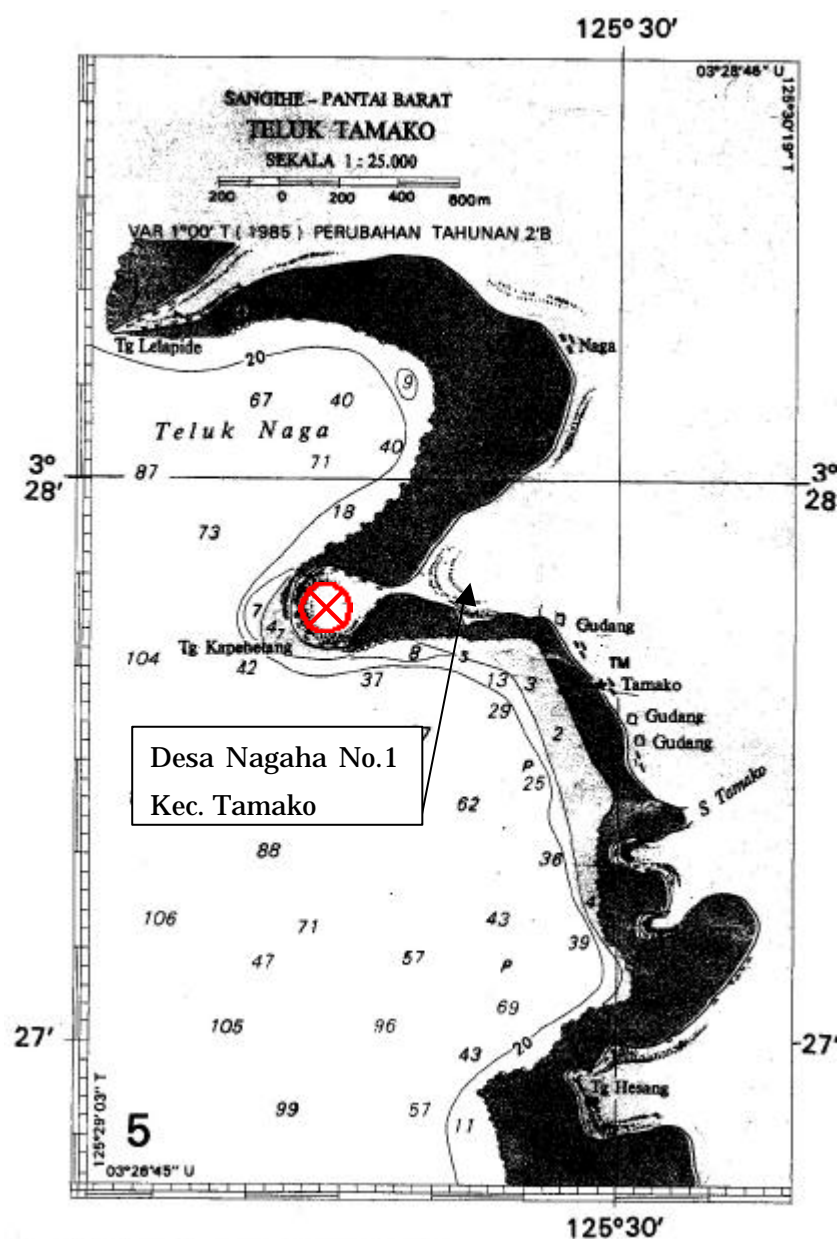 125°30'
03°28'46" U
125°30'19" T
SANGIHE – PANTAI BARAT
TELUK TAMAKO
SEKALA 1 : 25.000
200 0 200 400 600m
VAR 1°00' T ( 1985 ) PERUBAHAN TAHUNAN 2'B
Tg Lelapide
Naga
20
9
67 40
Teluk Naga
40
71
87
3°
28'
3°
28'
18
73
7
4
7
Tg Kapehetang
Gudang
TM
Tamako
104
42
37
8
5
13
3
29
2
Gudang
Gudang
Desa Nagaha No.1
Kec. Tamako
P
25
62
S Tamako
88
36
4
106
71
43
39
47
57
P
69
27'
27'
105
96
43
20
Tg Hesang
99
57
11
5
125°29'03" T
03°26'45" U
125°30'